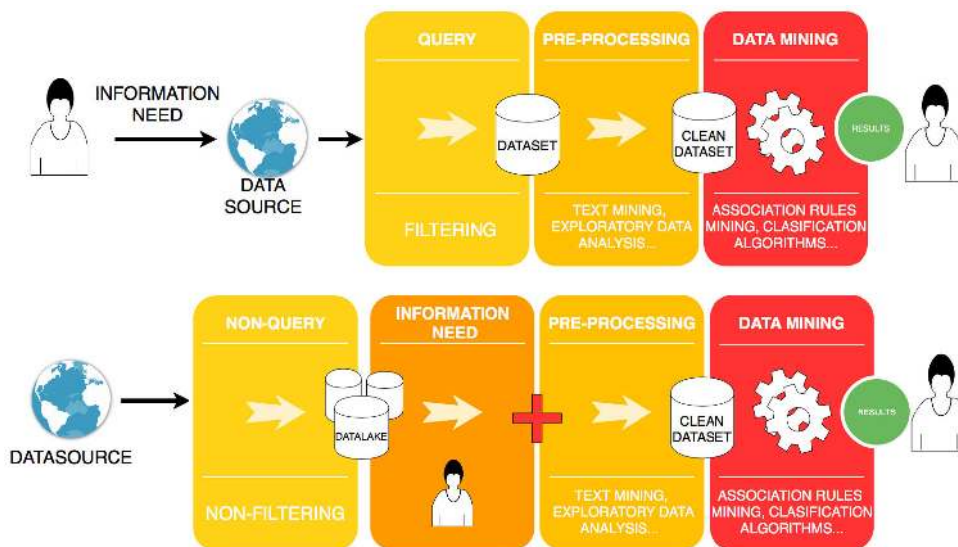 INFORMATION
NEED
DATA
SOURCE
QUERY
DATASET
FILTERING
PRE-PROCESSING
CLEAN
DATASET
TEXT MINING,
EXPLORATORY DATA
ANALYSIS...
DATA MINING
ASSOCIATION RULES
MINING, CLASIFICATION
ALGORITHMS...
RESULTS
DATASOURCE
NON-QUERY
DATALAKE
NON-FILTERING
INFORMATION
NEED
PRE-PROCESSING
CLEAN
DATASET
TEXT MINING,
EXPLORATORY DATA
ANALYSIS...
DATA MINING
ASSOCIATION RULES
MINING, CLASIFICATION
ALGORITHMS...
RESULTS